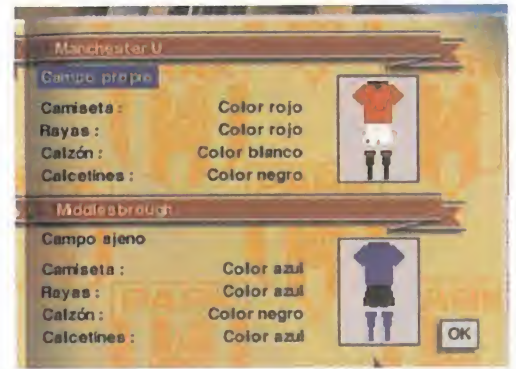 Manchester U
Campo propio
Camiseta : Color rojo
Rayas : Color rojo
Calzón : Color blanco
Calcetines : Color negro
Middlesbrough
Campo ajeno
Camiseta : Color azul
Rayas : Color azul
Calzón : Color negro
Calcetines : Color azul
OK